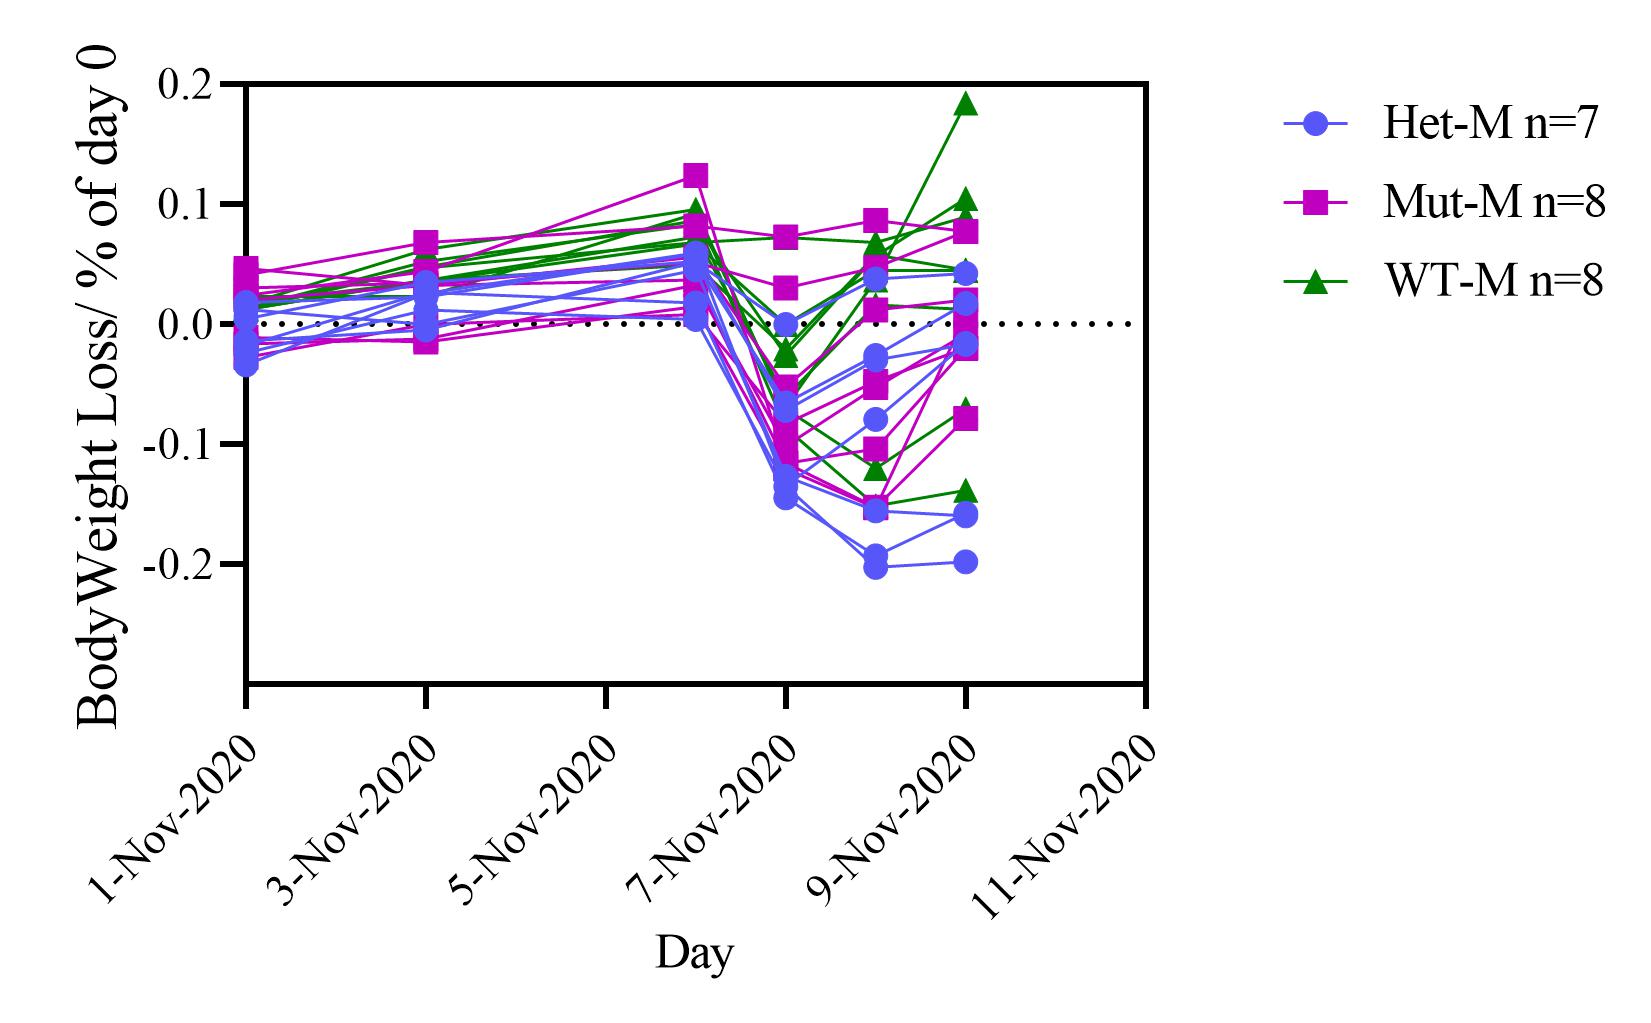 BodyWeight Loss/ % of day 0
0.2
0.1
0.0
-0.1
-0.2
1-Nov-2020
3-Nov-2020
5-Nov-2020
7-Nov-2020
9-Nov-2020
11-Nov-2020
Day
Het-M n=7
Mut-M n=8
WT-M n=8